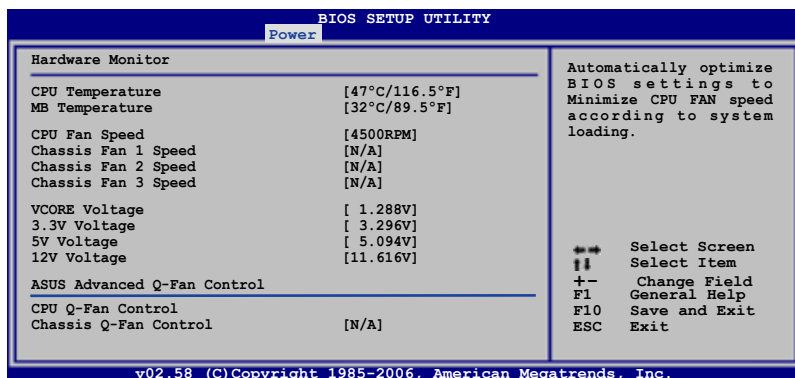 BIOS SETUP UTILITY
Power
Hardware Monitor
CPU Temperature [47°C/116.5°F]
MB Temperature [32°C/89.5°F]
CPU Fan Speed [4500RPM]
Chassis Fan 1 Speed [N/A]
Chassis Fan 2 Speed [N/A]
Chassis Fan 3 Speed [N/A]
VCORE Voltage [ 1.288V]
3.3V Voltage [ 3.296V]
5V Voltage [ 5.094V]
12V Voltage [11.616V]
ASUS Advanced Q-Fan Control
CPU Q-Fan Control
Chassis Q-Fan Control [N/A]
Automatically optimize
BIOS settings to
Minimize CPU FAN speed
according to system
loading.
←→ Select Screen
↑↓ Select Item
+- Change Field
F1 General Help
F10 Save and Exit
ESC Exit
v02.58 (C)Copyright 1985-2006, American Megatrends, Inc.